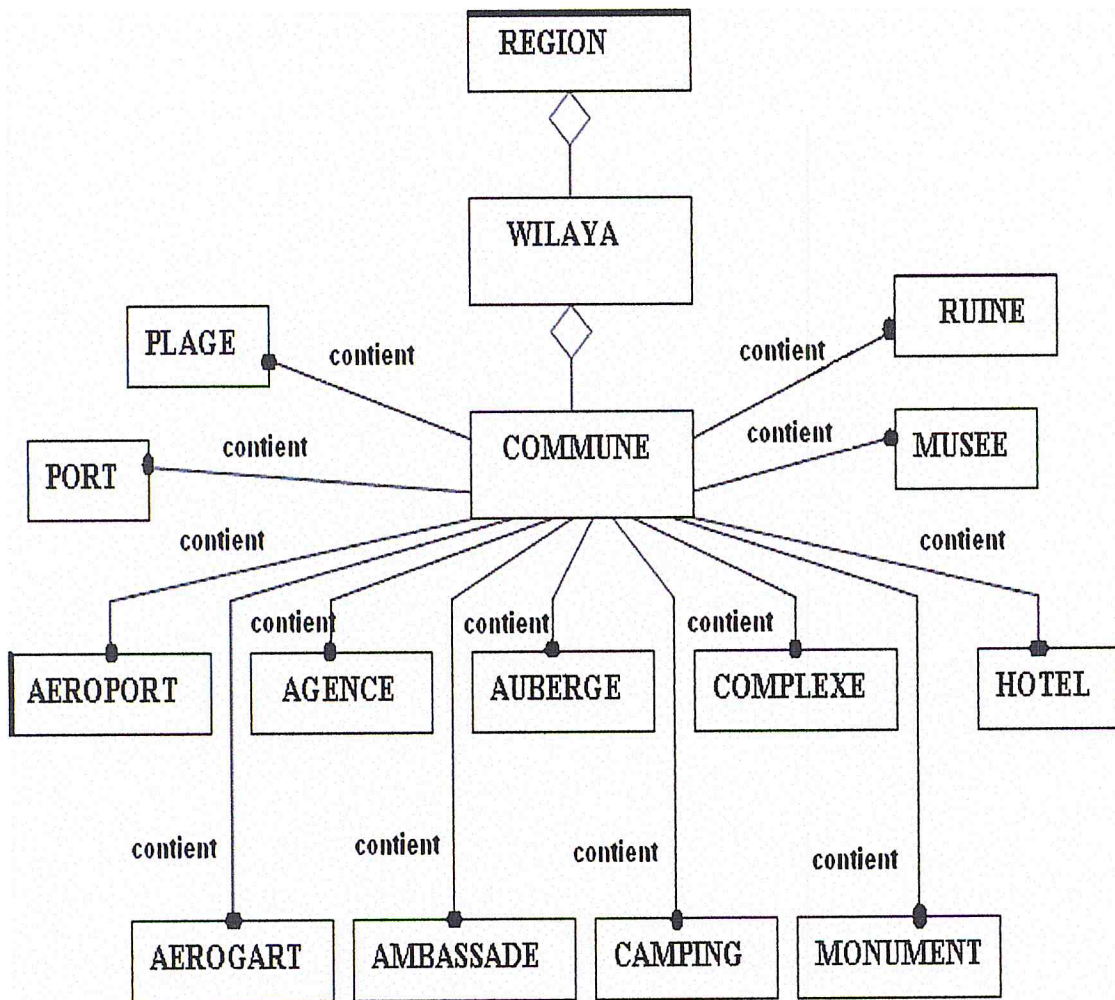 REGION
WILAYA
RUINE
PLAGE
contient
contient
COMMUNE
contient
MUSEE
contient
PORT
contient
contient
contient
contient
contient
AEROPORT
AGENCE
AUBERGE
COMPLEXE
HOTEL
contient
contient
contient
contient
AEROGART
AMBASSADE
CAMPING
MONUMENT